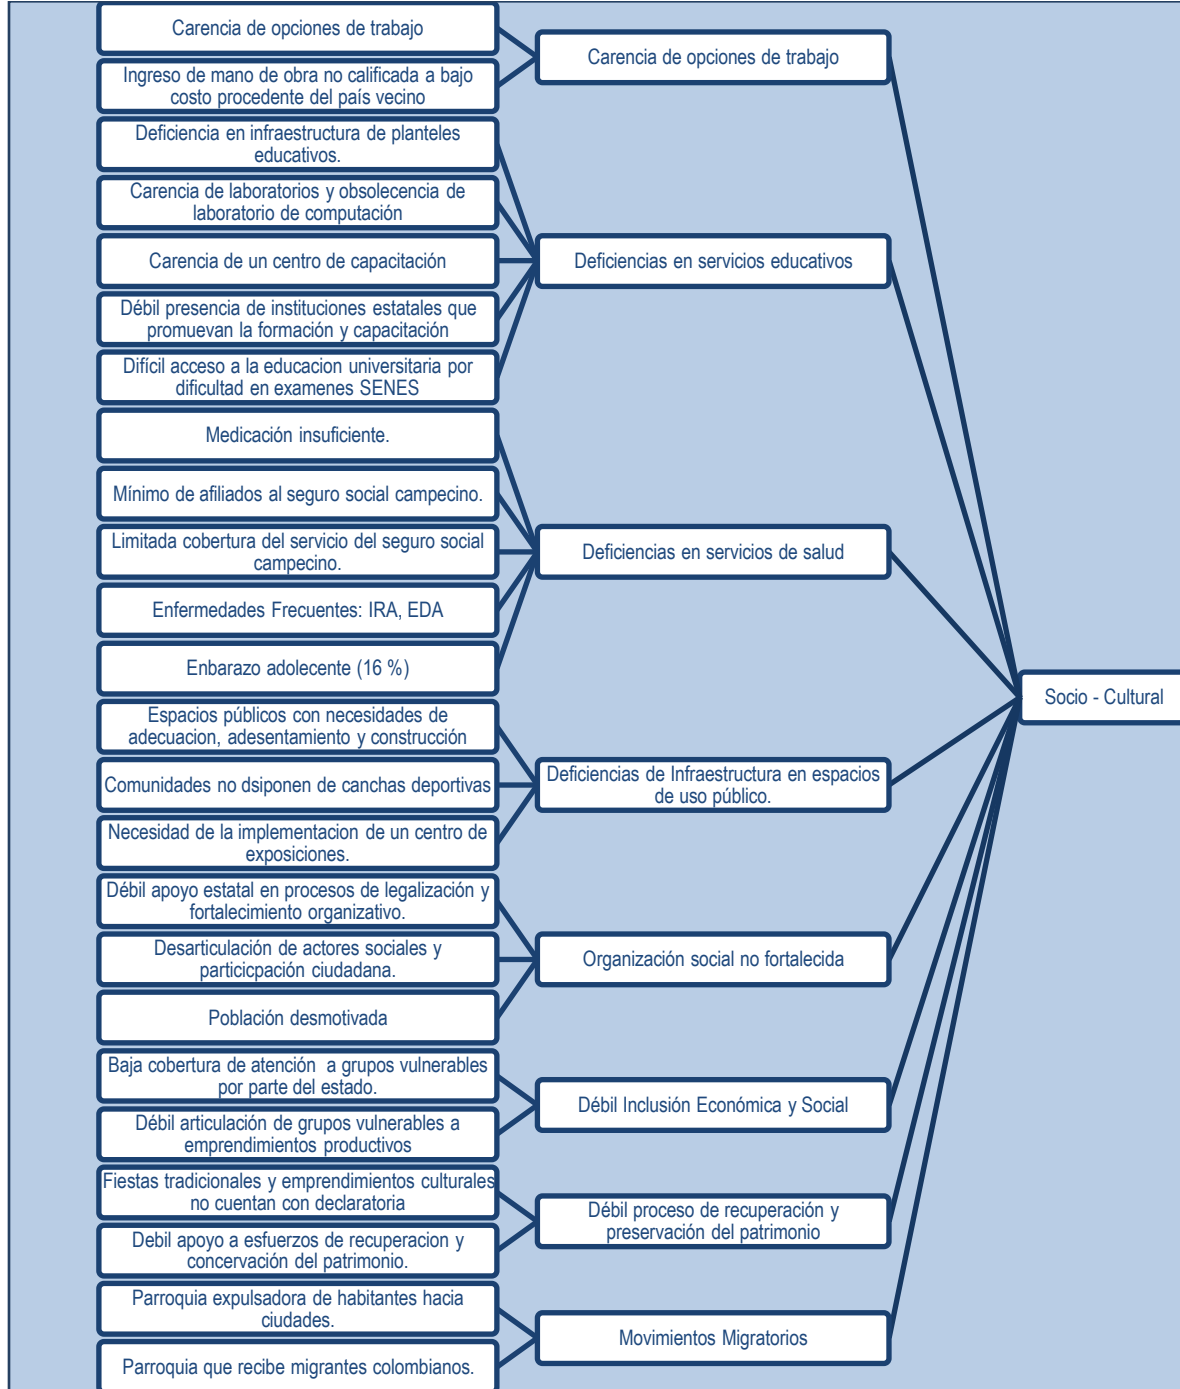 Carencia de opciones de trabajo
Ingreso de mano de obra no calificada a bajo
costo procedente del país vecino
Carencia de opciones de trabajo
Deficiencia en infraestructura de planteles
educativos.
Carencia de laboratorios y obsolecencia de
laboratorio de computación
Carencia de un centro de capacitación
Débil presencia de instituciones estatales que
promuevan la formación y capacitación
Difícil acceso a la educacion universitaria por
dificultad en examenes SENES
Deficiencias en servicios educativos
Medicación insuficiente.
Mínimo de afiliados al seguro social campecino.
Limitada cobertura del servicio del seguro social
campecino.
Enfermedades Frecuentes: IRA, EDA
Enbarazo adolecente (16 %)
Deficiencias en servicios de salud
Espacios públicos con necesidades de
adecuacion, adesentamiento y construcción
Comunidades no dsiponen de canchas deportivas
Necesidad de la implementacion de un centro de
exposiciones.
Deficiencias de Infraestructura en espacios
de uso público.
Débil apoyo estatal en procesos de legalización y
fortalecimiento organizativo.
Desarticulación de actores sociales y
particicpación ciudadana.
Población desmotivada
Organización social no fortalecida
Baja cobertura de atención  a grupos vulnerables
por parte del estado.
Débil articulación de grupos vulnerables a
emprendimientos productivos
Débil Inclusión Económica y Social
Fiestas tradicionales y emprendimientos culturales
no cuentan con declaratoria
Debil apoyo a esfuerzos de recuperacion y
concervación del patrimonio.
Débil proceso de recuperación y
preservación del patrimonio
Parroquia expulsadora de habitantes hacia
ciudades.
Parroquia que recibe migrantes colombianos.
Movimientos Migratorios
Socio - Cultural